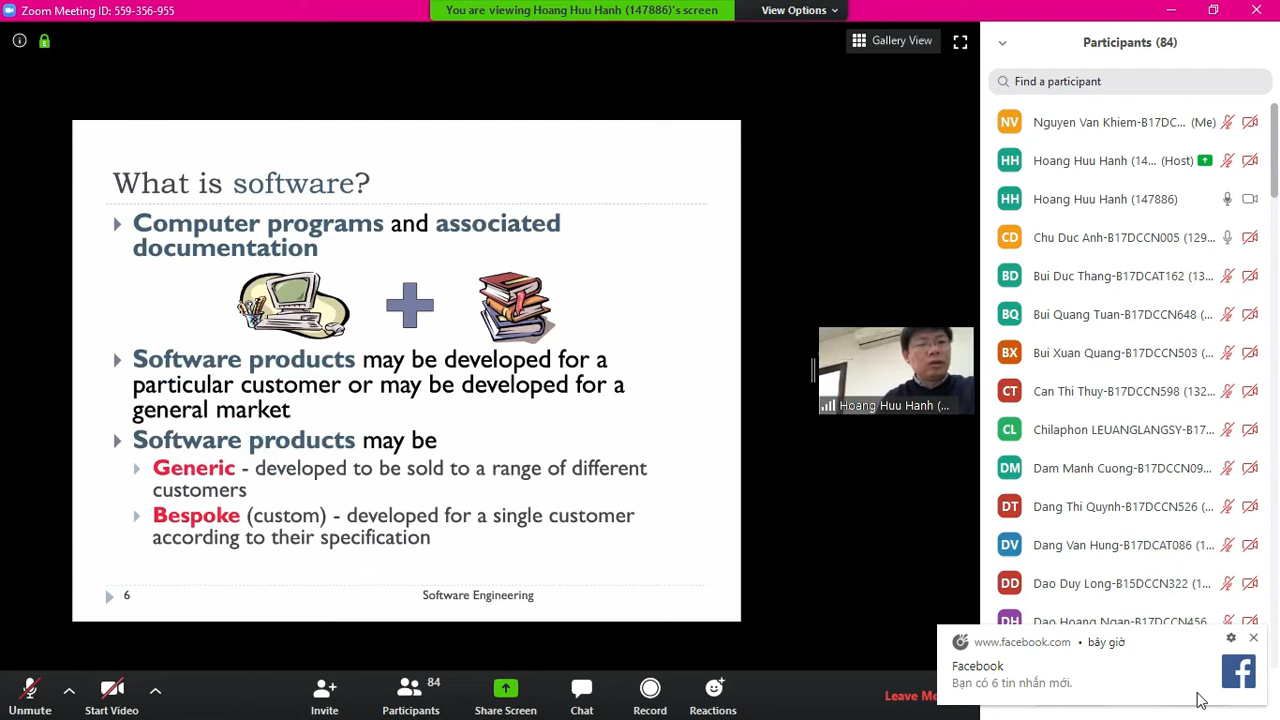 Zoom Meeting ID: 559-356-955
You are viewing Hoang Huu Hanh (147886)'s screen
View Options
Gallery View
What is software?
Computer programs and associated
documentation
Software products may be developed for a
particular customer or may be developed for a
general market
Software products may be
Generic - developed to be sold to a range of different
customers
Bespoke (custom) - developed for a single customer
according to their specification
6
Software Engineering
Hoang Huu Hanh (...
Participants (84)
Find a participant
NV Nguyen Van Khiem-B17DC... (Me)
HH Hoang Huu Hanh (14... (Host)
HH Hoang Huu Hanh (147886)
CD Chu Duc Anh-B17DCCN005 (129...
BD Bui Duc Thang-B17DCAT162 (13...
BQ Bui Quang Tuan-B17DCCN648 (...
BX Bui Xuan Quang-B17DCCN503 (...
CT Can Thi Thuy-B17DCCN598 (132...
CL Chilaphon LEUANGLANGSY-B17...
DM Dam Manh Cuong-B17DCCN09...
DT Dang Thi Quynh-B17DCCN526 (...
DV Dang Van Hung-B17DCAT086 (1...
DD Dao Duy Long-B15DCCN322 (1...
DH Dao Hoang Ngan-B17DCCN456
www.facebook.com • bây giờ
Facebook
Bạn có 6 tin nhắn mới.
Unmute
Start Video
Invite
Participants 84
Share Screen
Chat
Record
Reactions
Leave Me